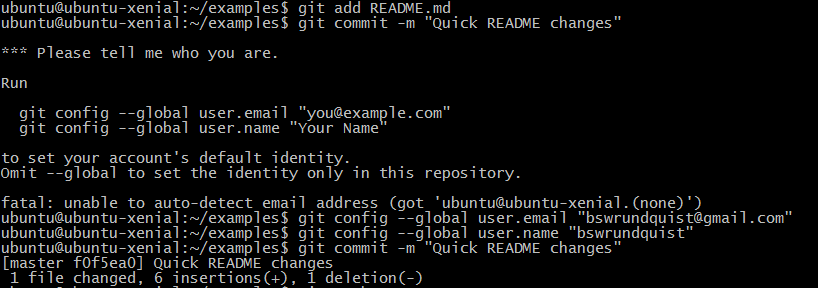 ubuntu@ubuntu-xenial:~/examples$ git add README.md
ubuntu@ubuntu-xenial:~/examples$ git commit -m "Quick README changes"
*** Please tell me who you are.
Run
git config --global user.email "you@example.com"
git config --global user.name "Your Name"
to set your account's default identity.
Omit --global to set the identity only in this repository.
fatal: unable to auto-detect email address (got 'ubuntu@ubuntu-xenial.(none)')
ubuntu@ubuntu-xenial:~/examples$ git config --global user.email "bswrundquist@gmail.com"
ubuntu@ubuntu-xenial:~/examples$ git config --global user.name "bswrundquist"
ubuntu@ubuntu-xenial:~/examples$ git commit -m "Quick README changes"
[master f0f5ea0] Quick README changes
1 file changed, 6 insertions(+), 1 deletion(-)